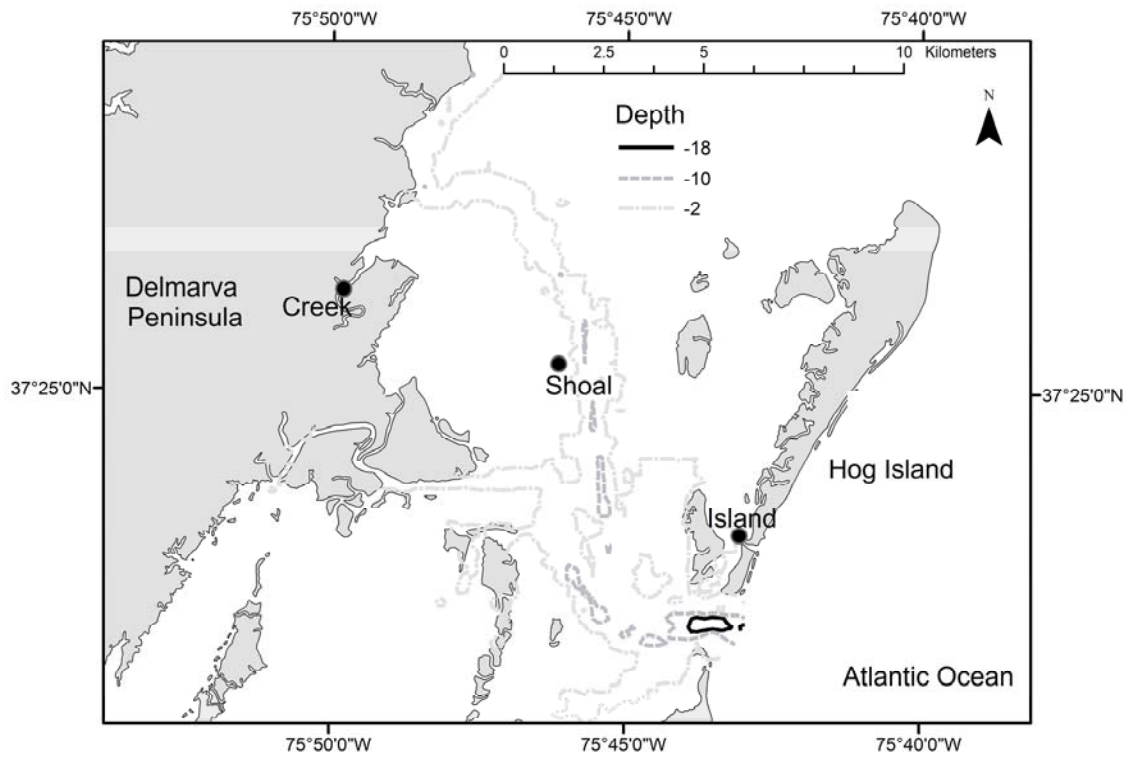 75°50'0"W 75°45'0"W 75°40'0"W
0 2.5 5 10 Kilometers
N
Depth
-18
-10
-2
Delmarva
Peninsula
Creek
Shoal
37°25'0"N 37°25'0"N
Hog Island
Island
Atlantic Ocean
75°50'0"W 75°45'0"W 75°40'0"W